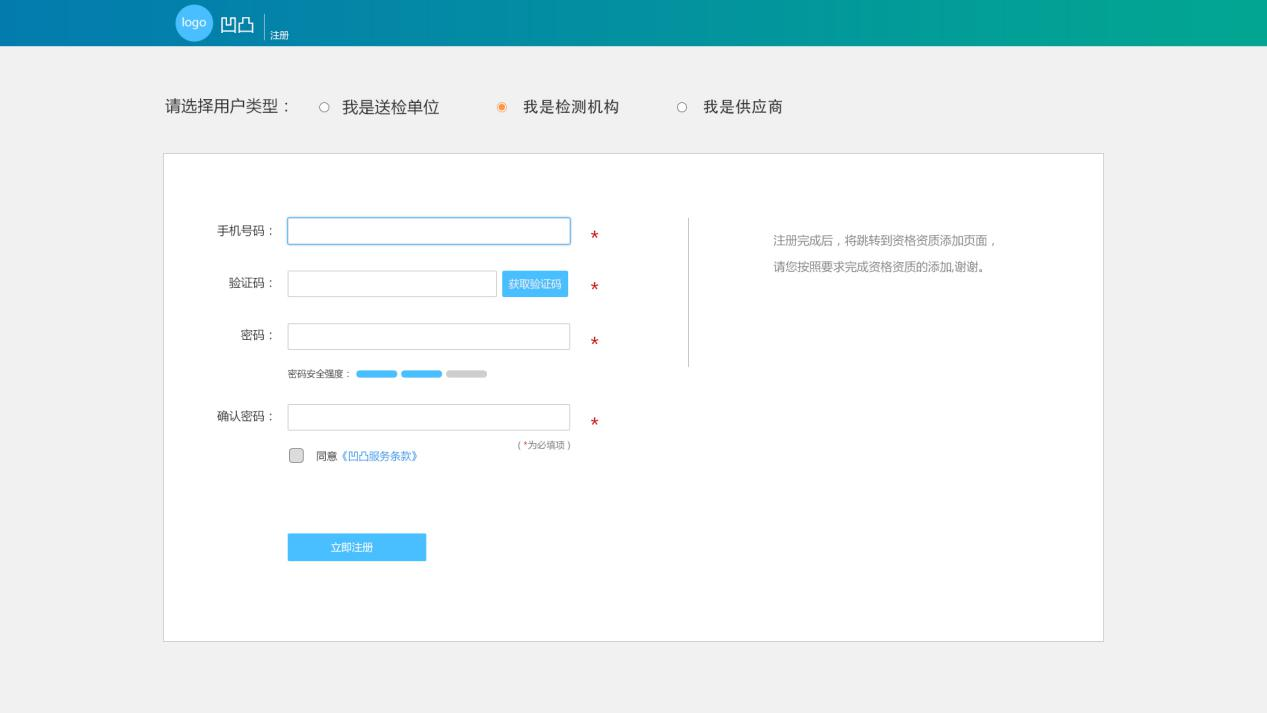 logo 凹凸 注册
请选择用户类型： 我是送检单位 我是检测机构 我是供应商
手机号码： *
注册完成后，将跳转到资格资质添加页面，
请您按照要求完成资格资质的添加,谢谢。
验证码： 获取验证码 *
密码： *
密码安全强度：
确认密码： *
（*为必填项）
同意《凹凸服务条款》
立即注册